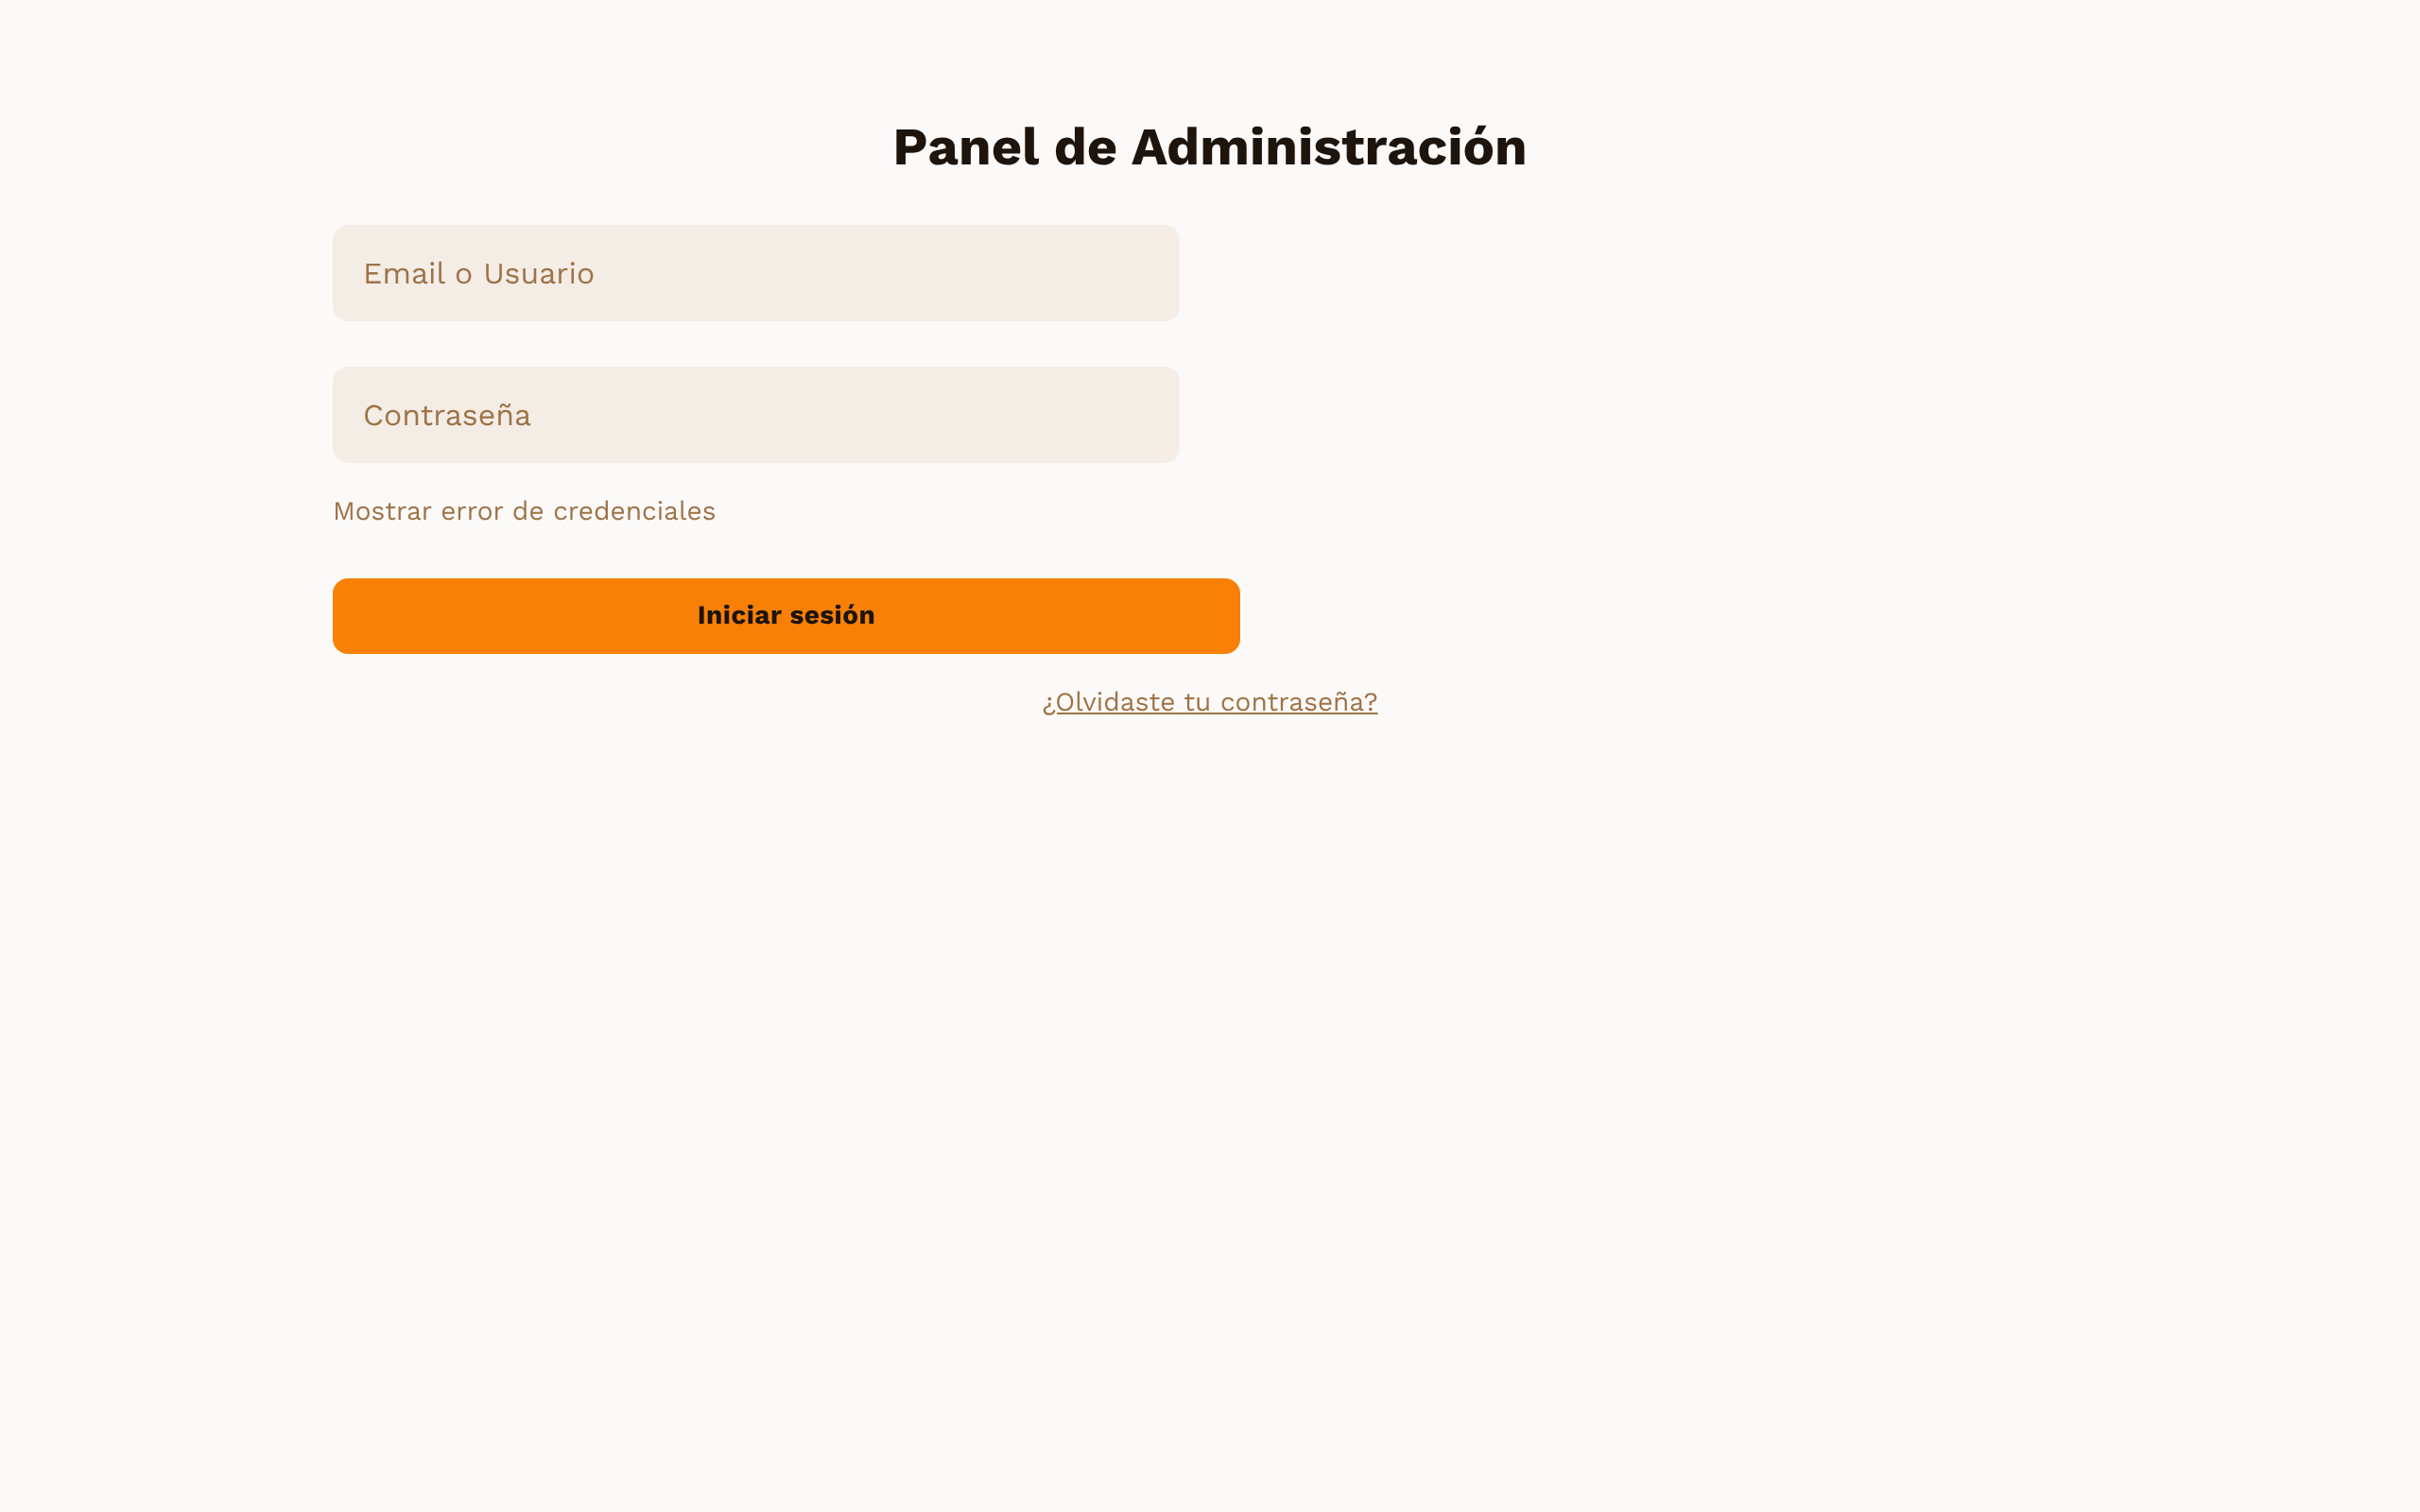 Panel de Administración
Email o Usuario
Contraseña
Mostrar error de credenciales
Iniciar sesión
¿Olvidaste tu contraseña?